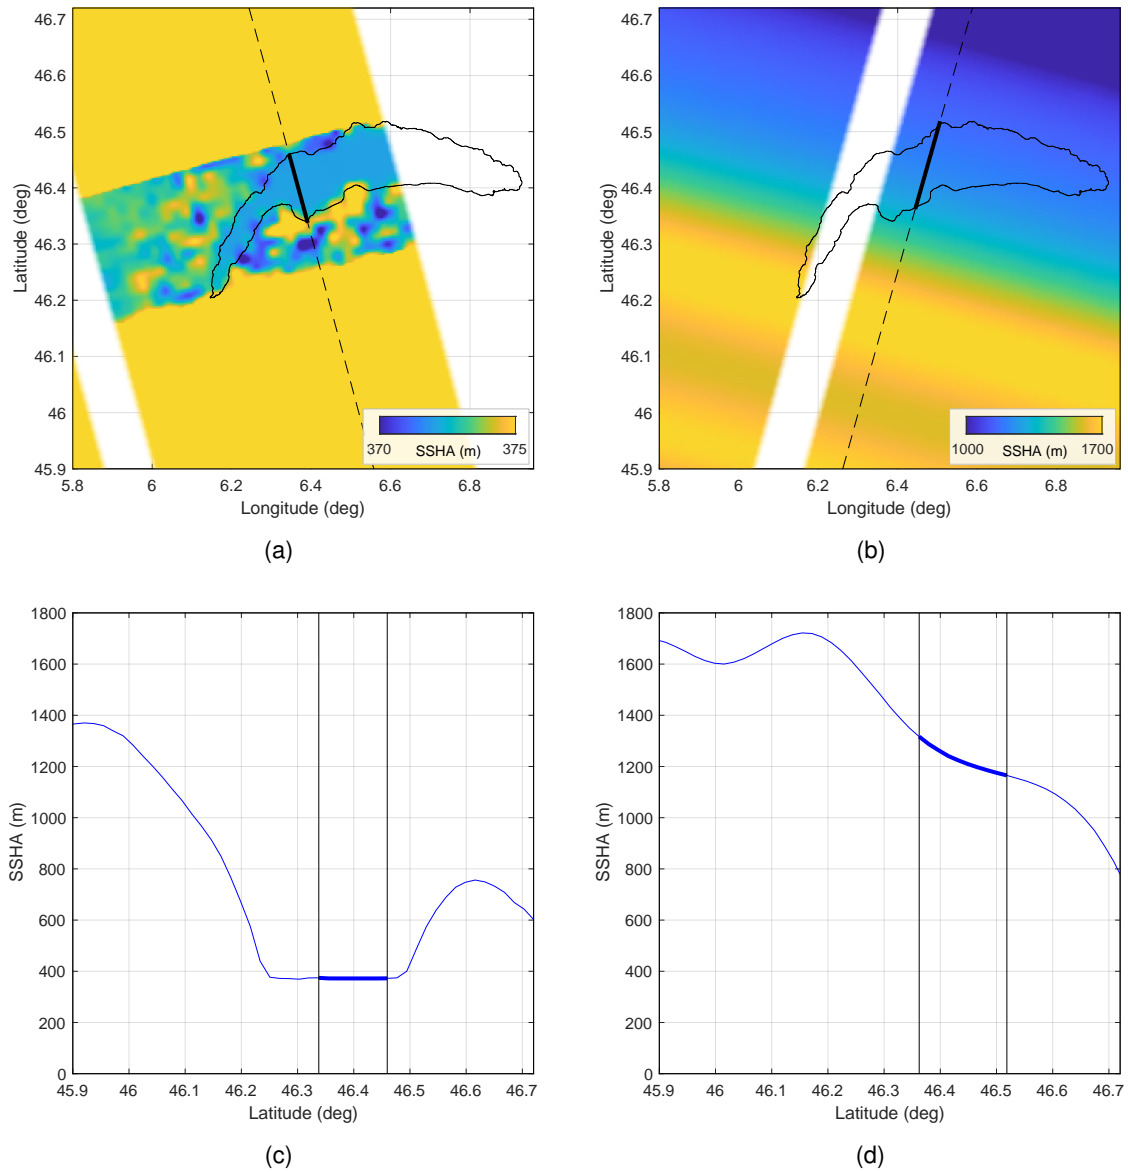 46.7
46.6
46.5
46.4
46.3
46.2
46.1
46
45.9
Latitude (deg)
5.8 6 6.2 6.4 6.6 6.8
Longitude (deg)
370 SSHA (m) 375
(a)
46.7
46.6
46.5
46.4
46.3
46.2
46.1
46
45.9
Latitude (deg)
5.8 6 6.2 6.4 6.6 6.8
Longitude (deg)
1000 SSHA (m) 1700
(b)
1800
1600
1400
1200
1000
800
600
400
200
0
SSHA (m)
45.9 46 46.1 46.2 46.3 46.4 46.5 46.6 46.7
Latitude (deg)
(c)
1800
1600
1400
1200
1000
800
600
400
200
0
SSHA (m)
45.9 46 46.1 46.2 46.3 46.4 46.5 46.6 46.7
Latitude (deg)
(d)